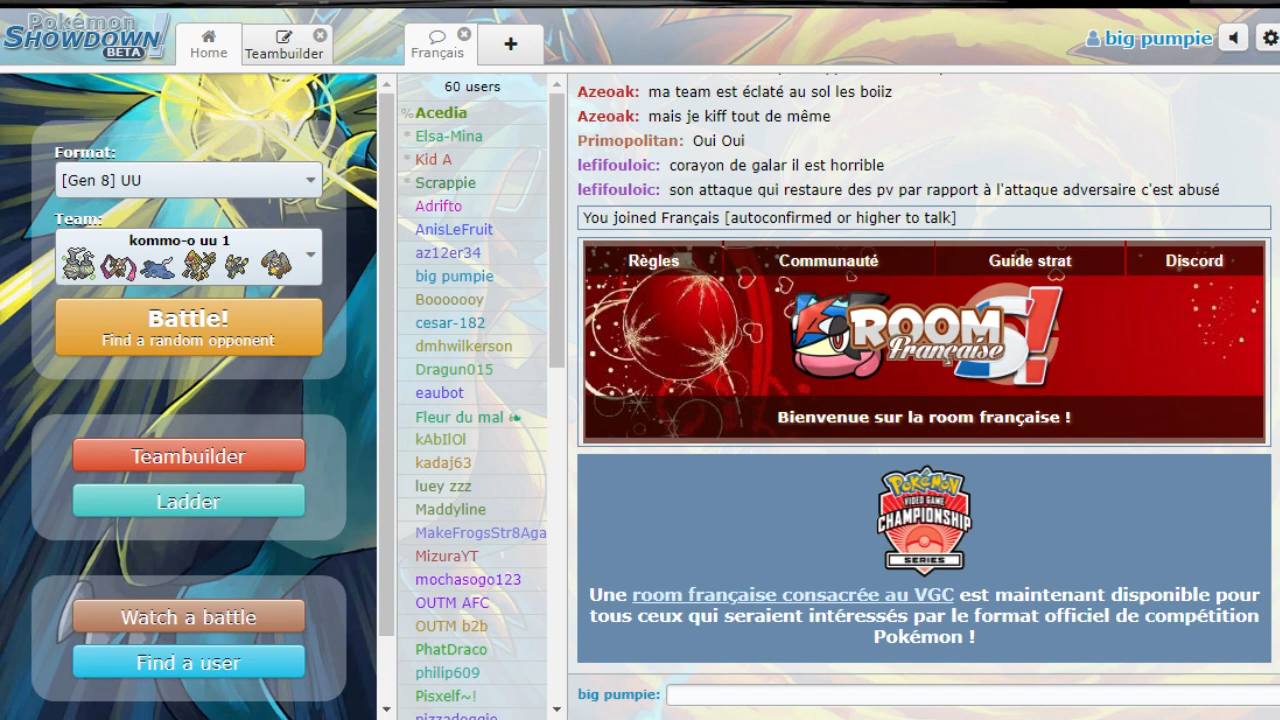 Pokémon
SHOWDOWN!
BETA
Home
Teambuilder
Français
+
big pumpie
Format:
[Gen 8] UU
Team:
kommo-o uu 1
Battle!
Find a random opponent
Teambuilder
Ladder
Watch a battle
Find a user
60 users
%Acedia
* Elsa-Mina
* Kid A
* Scrappie
Adrifto
AnisLeFruit
az12er34
big pumpie
Booooooy
cesar-182
dmhwilkerson
Dragun015
eaubot
Fleur du mal ❧
kAbIlOl
kadaj63
luey zzz
Maddyline
MakeFrogsStr8Aga
MizuraYT
mochasogo123
OUTM AFC
OUTM b2b
PhatDraco
philip609
Pisxelf~!
pizzadoggie
Azeoak: ma team est éclaté au sol les boiiz
Azeoak: mais je kiff tout de même
Primopolitan: Oui Oui
lefifouloic: corayon de galar il est horrible
lefifouloic: son attaque qui restaure des pv par rapport à l'attaque adversaire c'est abusé
You joined Français [autoconfirmed or higher to talk]
Règles Communauté Guide strat Discord
ROOM
Française
S!
Bienvenue sur la room française !
POKÉMON
VIDEO GAME
CHAMPIONSHIP
SERIES
Une room française consacrée au VGC est maintenant disponible pour
tous ceux qui seraient intéressés par le format officiel de compétition
Pokémon !
big pumpie: